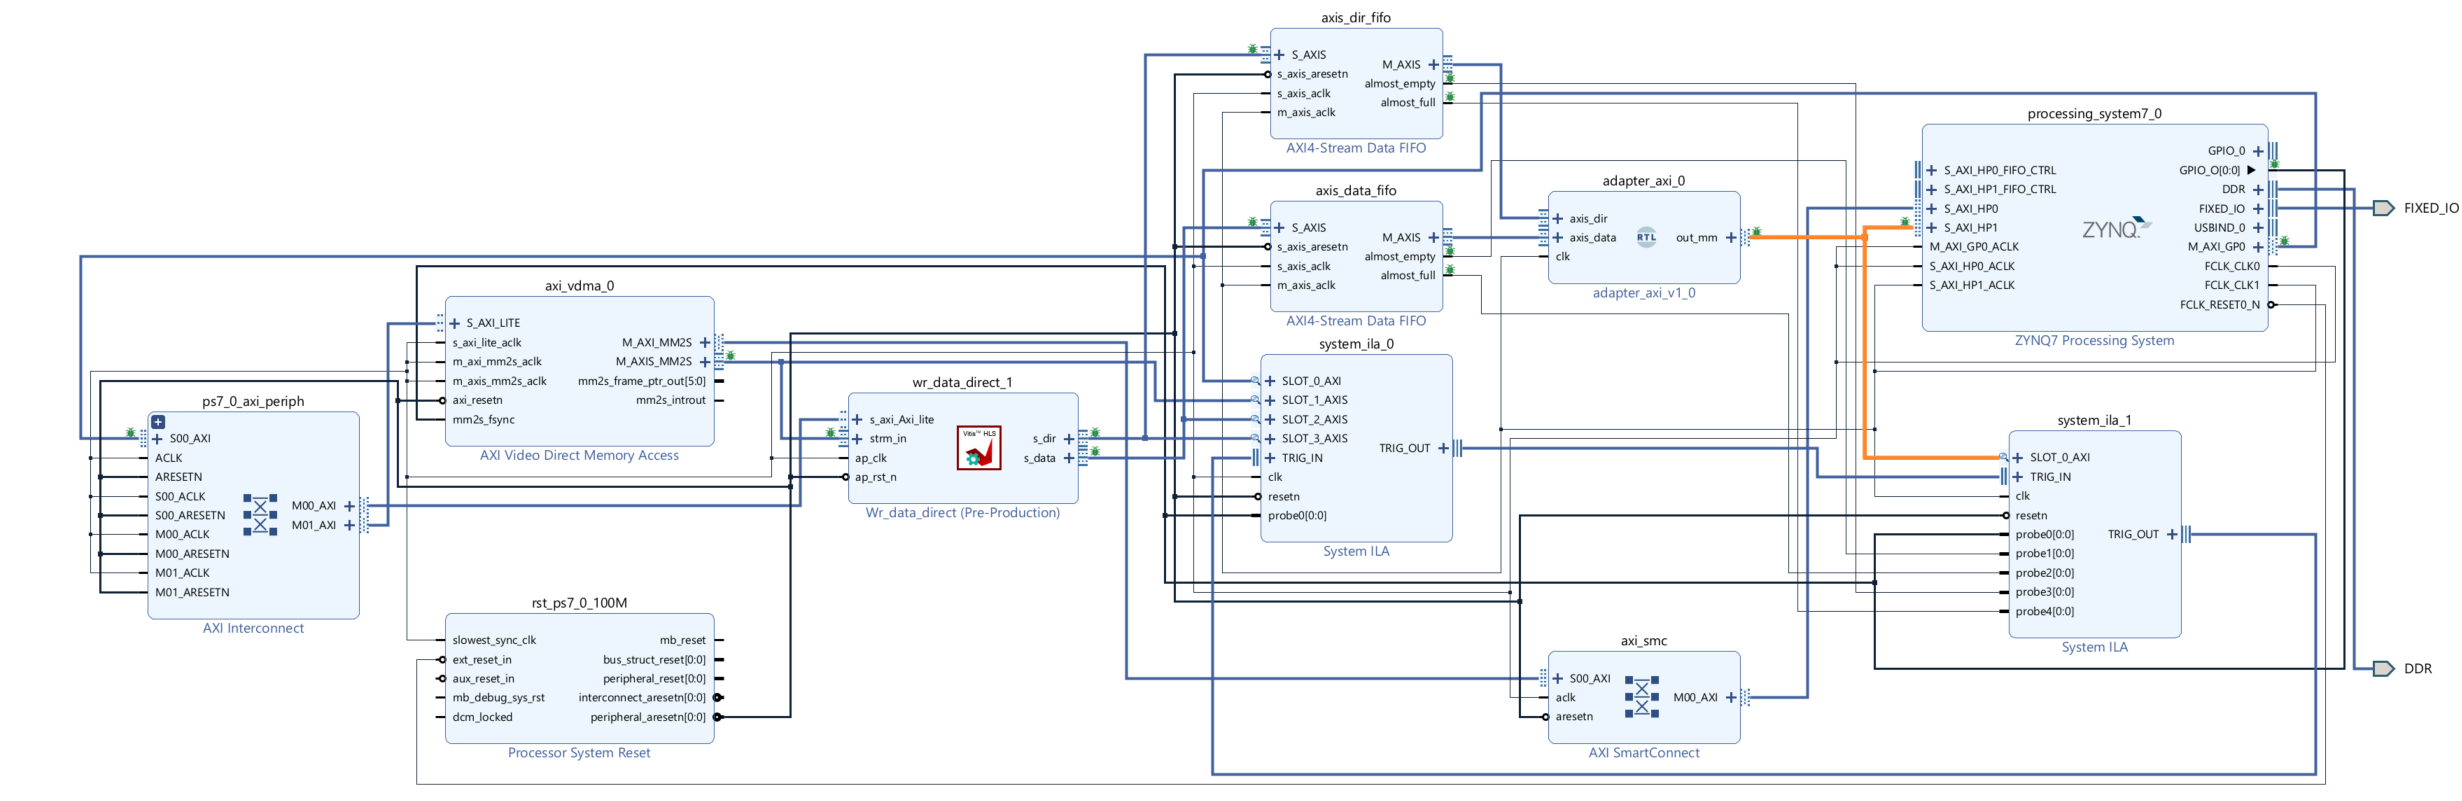 axis_dir_fifo
S_AXIS
s_axis_aresetn
s_axis_aclk
m_axis_aclk
M_AXIS
almost_empty
almost_full
AXI4-Stream Data FIFO
axis_data_fifo
S_AXIS
s_axis_aresetn
s_axis_aclk
m_axis_aclk
M_AXIS
almost_empty
almost_full
AXI4-Stream Data FIFO
adapter_axi_0
axis_dir
axis_data
clk
RTL
out_mm
adapter_axi_v1_0
processing_system7_0
S_AXI_HP0_FIFO_CTRL
S_AXI_HP1_FIFO_CTRL
S_AXI_HP0
S_AXI_HP1
M_AXI_GP0_ACLK
S_AXI_HP0_ACLK
S_AXI_HP1_ACLK
ZYNQ
GPIO_0
GPIO_O[0:0]
DDR
FIXED_IO
USBIND_0
M_AXI_GP0
FCLK_CLK0
FCLK_CLK1
FCLK_RESET0_N
ZYNQ7 Processing System
FIXED_IO
axi_vdma_0
S_AXI_LITE
s_axi_lite_aclk
m_axi_mm2s_aclk
m_axis_mm2s_aclk
axi_resetn
mm2s_fsync
M_AXI_MM2S
M_AXIS_MM2S
mm2s_frame_ptr_out[5:0]
mm2s_introut
AXI Video Direct Memory Access
system_ila_0
SLOT_0_AXI
SLOT_1_AXIS
SLOT_2_AXIS
SLOT_3_AXIS
TRIG_IN
clk
resetn
probe0[0:0]
TRIG_OUT
System ILA
wr_data_direct_1
s_axi_Axi_lite
strm_in
ap_clk
ap_rst_n
Vitis™ HLS
s_dir
s_data
Wr_data_direct (Pre-Production)
ps7_0_axi_periph
S00_AXI
ACLK
ARESETN
S00_ACLK
S00_ARESETN
M00_ACLK
M00_ARESETN
M01_ACLK
M01_ARESETN
M00_AXI
M01_AXI
AXI Interconnect
system_ila_1
SLOT_0_AXI
TRIG_IN
clk
resetn
probe0[0:0]
probe1[0:0]
probe2[0:0]
probe3[0:0]
probe4[0:0]
TRIG_OUT
System ILA
rst_ps7_0_100M
slowest_sync_clk
ext_reset_in
aux_reset_in
mb_debug_sys_rst
dcm_locked
mb_reset
bus_struct_reset[0:0]
peripheral_reset[0:0]
interconnect_aresetn[0:0]
peripheral_aresetn[0:0]
Processor System Reset
axi_smc
S00_AXI
aclk
aresetn
M00_AXI
AXI SmartConnect
DDR